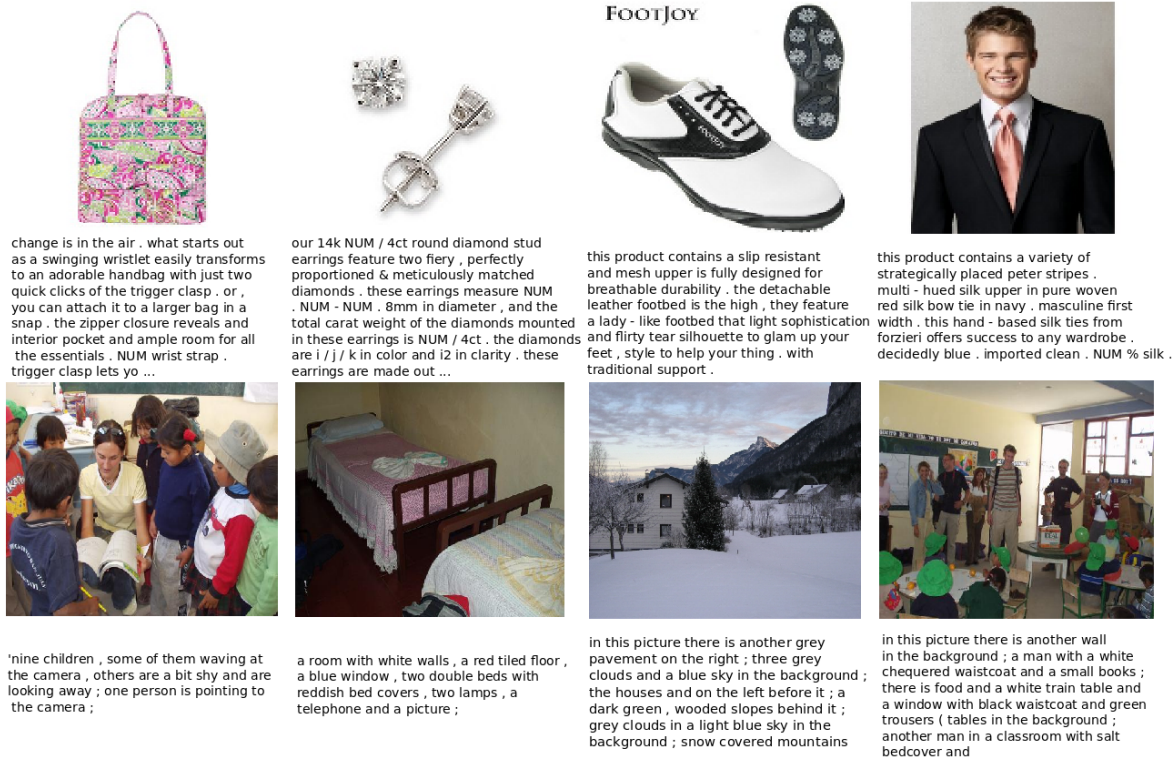 FOOTJOY
FOOTJOY
change is in the air . what starts out
as a swinging wristlet easily transforms
to an adorable handbag with just two
quick clicks of the trigger clasp . or ,
you can attach it to a larger bag in a
snap . the zipper closure reveals and
interior pocket and ample room for all
the essentials . NUM wrist strap .
trigger clasp lets yo ...
our 14k NUM / 4ct round diamond stud
earrings feature two fiery , perfectly
proportioned & meticulously matched
diamonds . these earrings measure NUM
. NUM - NUM . 8mm in diameter , and the
total carat weight of the diamonds mounted
in these earrings is NUM / 4ct . the diamonds
are i / j / k in color and i2 in clarity . these
earrings are made out ...
this product contains a slip resistant
and mesh upper is fully designed for
breathable durability . the detachable
leather footbed is the high , they feature
a lady - like footbed that light sophistication
and flirty tear silhouette to glam up your
feet , style to help your thing . with
traditional support .
this product contains a variety of
strategically placed peter stripes .
multi - hued silk upper in pure woven
red silk bow tie in navy . masculine first
width . this hand - based silk ties from
forzieri offers success to any wardrobe .
decidedly blue . imported clean . NUM % silk .
'nine children , some of them waving at
the camera , others are a bit shy and are
looking away ; one person is pointing to
the camera ;
a room with white walls , a red tiled floor ,
a blue window , two double beds with
reddish bed covers , two lamps , a
telephone and a picture ;
in this picture there is another grey
pavement on the right ; three grey
clouds and a blue sky in the background ;
the houses and on the left before it ; a
dark green , wooded slopes behind it ;
grey clouds in a light blue sky in the
background ; snow covered mountains
in this picture there is another wall
in the background ; a man with a white
chequered waistcoat and a small books ;
there is food and a white train table and
a window with black waistcoat and green
trousers ( tables in the background ;
another man in a classroom with salt
bedcover and